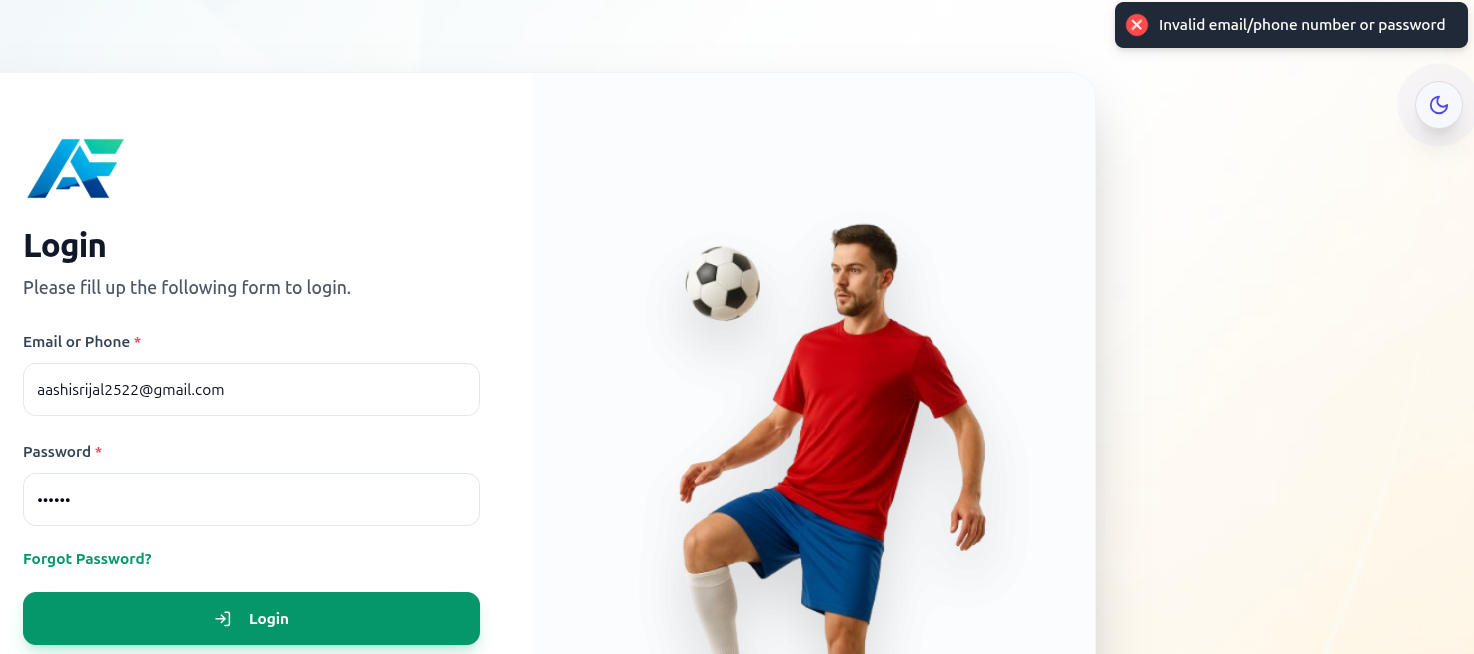 Invalid email/phone number or password
AF
Login
Please fill up the following form to login.
Email or Phone *
aashisrijal2522@gmail.com
Password *
••••••
Forgot Password?
Login